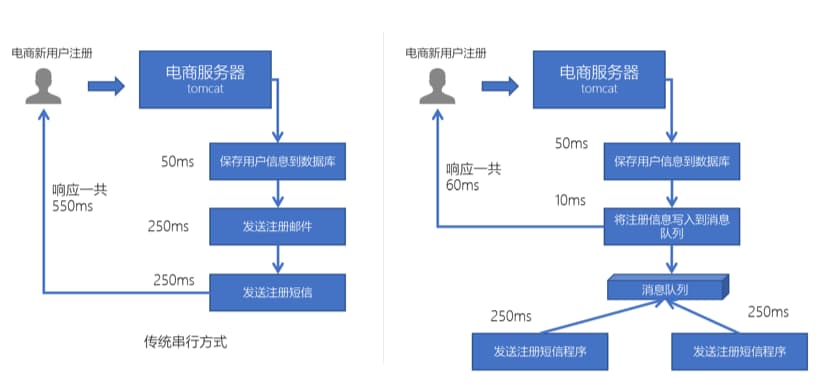 电商新用户注册
电商服务器
tomcat
50ms
保存用户信息到数据库
响应一共
550ms
250ms
发送注册邮件
250ms
发送注册短信
传统串行方式
电商新用户注册
电商服务器
tomcat
50ms
保存用户信息到数据库
响应一共
60ms
10ms
将注册信息写入到消息
队列
消息队列
250ms
250ms
发送注册短信程序
发送注册短信程序